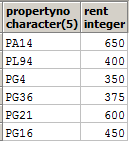 propertyno rent
character(5) integer
PA14 650
PL94 400
PG4 350
PG36 375
PG21 600
PG16 450